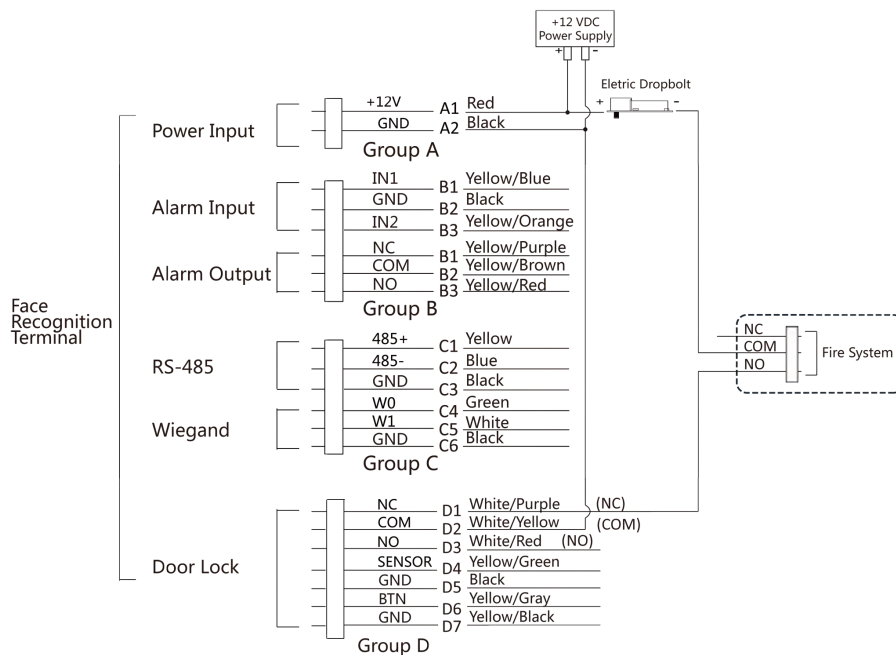 +12 VDC
Power Supply
+ -
Eletric Dropbolt
+ -
Power Input
+12V A1 Red
GND A2 Black
Group A
Alarm Input
IN1 B1 Yellow/Blue
GND B2 Black
IN2 B3 Yellow/Orange
Alarm Output
NC B1 Yellow/Purple
COM B2 Yellow/Brown
NO B3 Yellow/Red
Group B
Face
Recognition
Terminal
NC
COM
NO
Fire System
RS-485
485+ C1 Yellow
485- C2 Blue
GND C3 Black
Wiegand
W0 C4 Green
W1 C5 White
GND C6 Black
Group C
Door Lock
NC D1 White/Purple (NC)
COM D2 White/Yellow (COM)
NO D3 White/Red (NO)
SENSOR D4 Yellow/Green
GND D5 Black
BTN D6 Yellow/Gray
GND D7 Yellow/Black
Group D